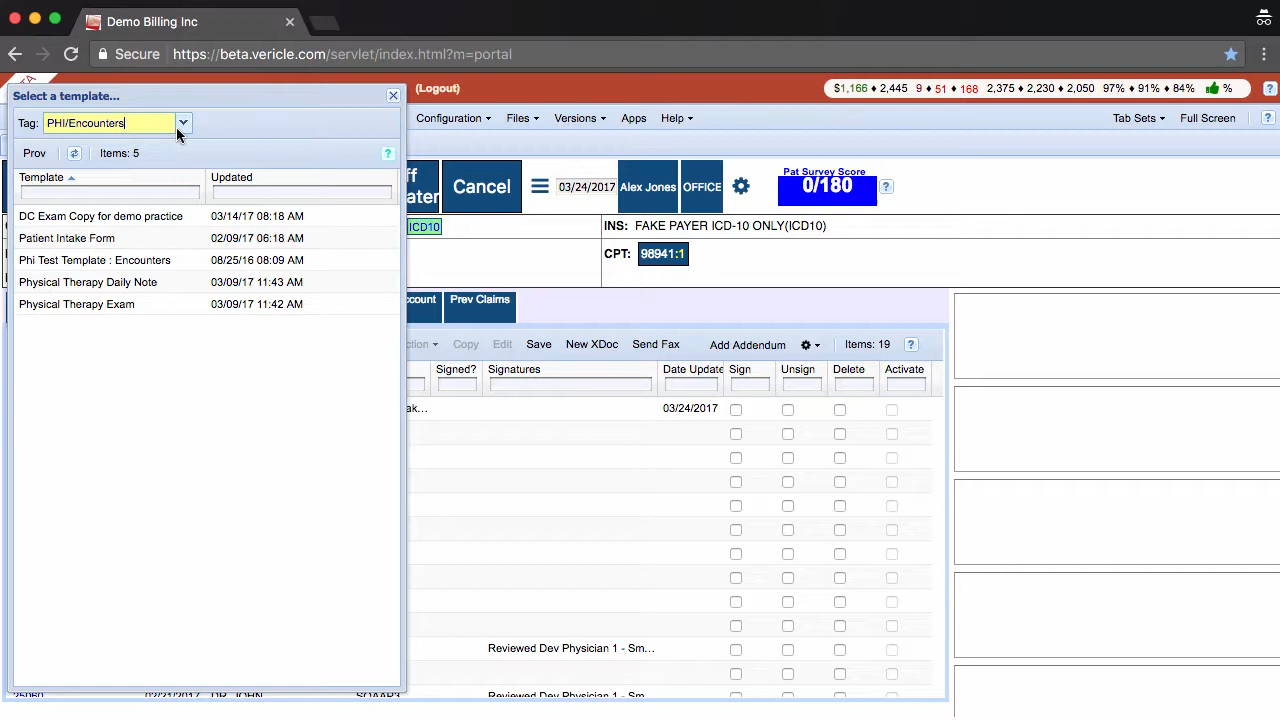 Demo Billing Inc
Secure https://beta.vericle.com/servlet/index.html?m=portal
(Logout) $1,166 ♦ 2,445 9 ♦ 51 ♦ 168 2,375 ♦ 2,230 ♦ 2,050 97% ♦ 91% ♦ 84% % ?
Configuration Files Versions Apps Help Tab Sets Full Screen ?
Select a template...
Tag: PHI/Encounters
Prov Items: 5 ?
Template Updated
DC Exam Copy for demo practice 03/14/17 08:18 AM
Patient Intake Form 02/09/17 06:18 AM
Phi Test Template : Encounters 08/25/16 08:09 AM
Physical Therapy Daily Note 03/09/17 11:43 AM
Physical Therapy Exam 03/09/17 11:42 AM
Cancel 03/24/2017 Alex Jones OFFICE
Pat Survey Score
0/180 ?
ICD10 INS: FAKE PAYER ICD-10 ONLY(ICD10)
CPT: 98941:1
Prev Claims
Copy Edit Save New XDoc Send Fax Add Addendum Items: 19 ?
Signed? Signatures Date Update Sign Unsign Delete Activate
ak... 03/24/2017
Reviewed Dev Physician 1 - Sm...
Reviewed Dev Physician 1 - Sm...